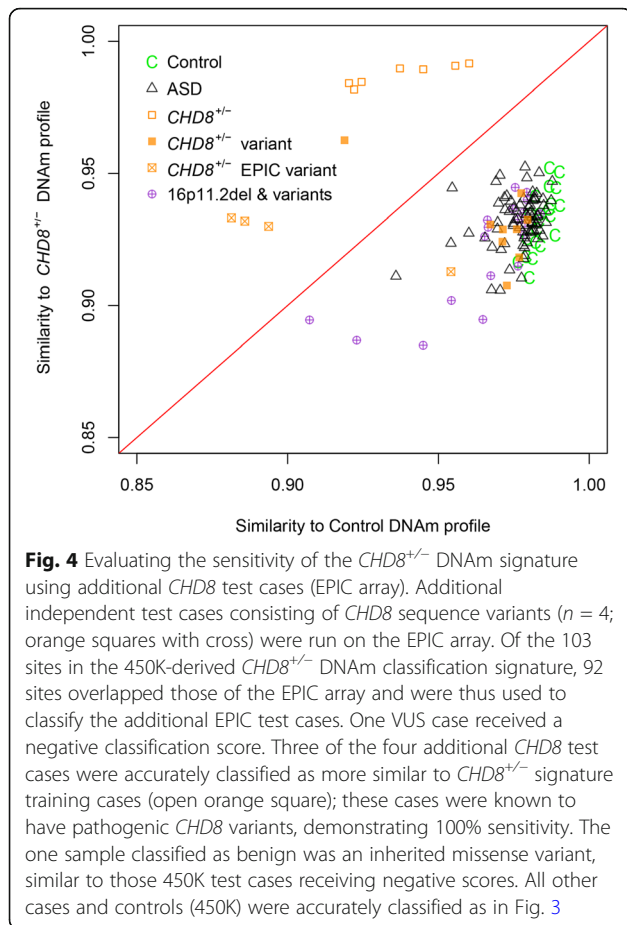 1.00
0.95
0.90
0.85
Similarity to CHD8+/- DNAm profile
C Control
ASD
CHD8+/-
CHD8+/- variant
CHD8+/- EPIC variant
16p11.2del & variants
0.85 0.90 0.95 1.00
Similarity to Control DNAm profile
Fig. 4 Evaluating the sensitivity of the CHD8+/− DNAm signature
using additional CHD8 test cases (EPIC array). Additional
independent test cases consisting of CHD8 sequence variants (n = 4;
orange squares with cross) were run on the EPIC array. Of the 103
sites in the 450K-derived CHD8+/− DNAm classification signature, 92
sites overlapped those of the EPIC array and were thus used to
classify the additional EPIC test cases. One VUS case received a
negative classification score. Three of the four additional CHD8 test
cases were accurately classified as more similar to CHD8+/− signature
training cases (open orange square); these cases were known to
have pathogenic CHD8 variants, demonstrating 100% sensitivity. The
one sample classified as benign was an inherited missense variant,
similar to those 450K test cases receiving negative scores. All other
cases and controls (450K) were accurately classified as in Fig. 3